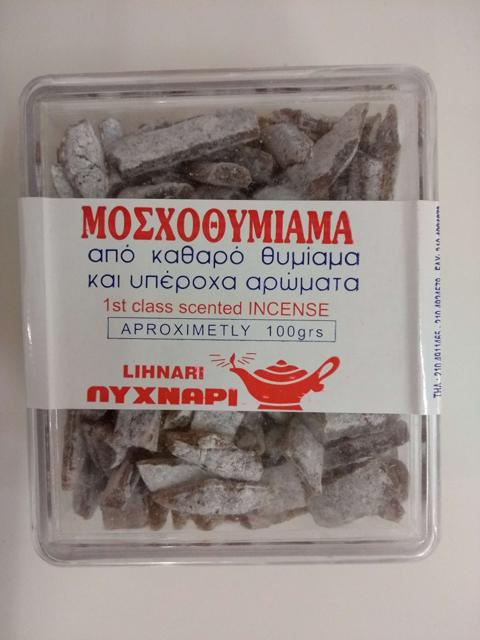 ΜΟΣΧΟΘΥΜΙΑΜΑ
από καθαρό θυμίαμα
και υπέροχα αρώματα
1st class scented INCENSE
APROXIMETLY 100grs
LIHNARI
ΛΥΧΝΑΡΙ